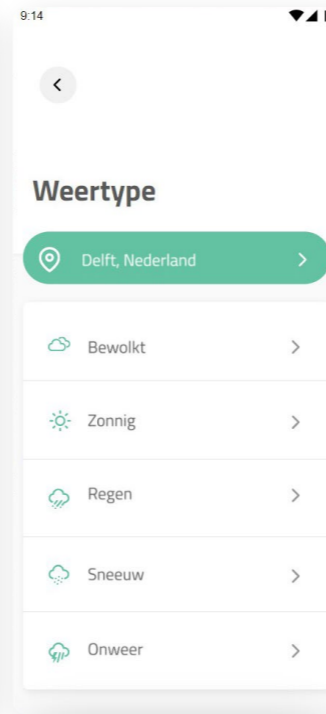 9:14
Weertype
Delft, Nederland
Bewolkt
Zonnig
Regen
Sneeuw
Onweer